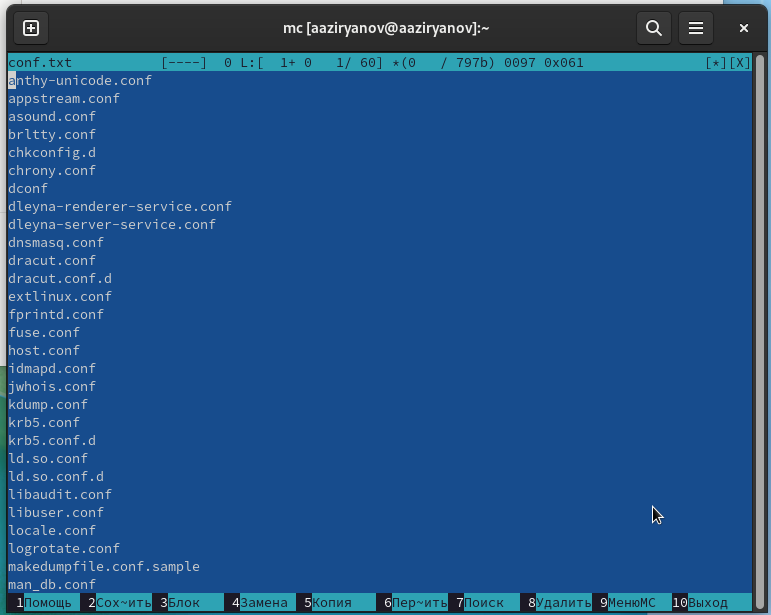 mc [aaziryanov@aaziryanov]:~
conf.txt [----] 0 L:[ 1+ 0 1/ 60] *(0 / 797b) 0097 0x061 [*][X]
anthy-unicode.conf
appstream.conf
asound.conf
brltty.conf
chkconfig.d
chrony.conf
dconf
dleyna-renderer-service.conf
dleyna-server-service.conf
dnsmasq.conf
dracut.conf
dracut.conf.d
extlinux.conf
fprintd.conf
fuse.conf
host.conf
idmapd.conf
jwhois.conf
kdump.conf
krb5.conf
krb5.conf.d
ld.so.conf
ld.so.conf.d
libaudit.conf
libuser.conf
locale.conf
logrotate.conf
makedumpfile.conf.sample
man_db.conf
1Помощь 2Сох~ить 3Блок 4Замена 5Копия 6Пер~ить 7Поиск 8Удалить 9МенюМС 10Выход